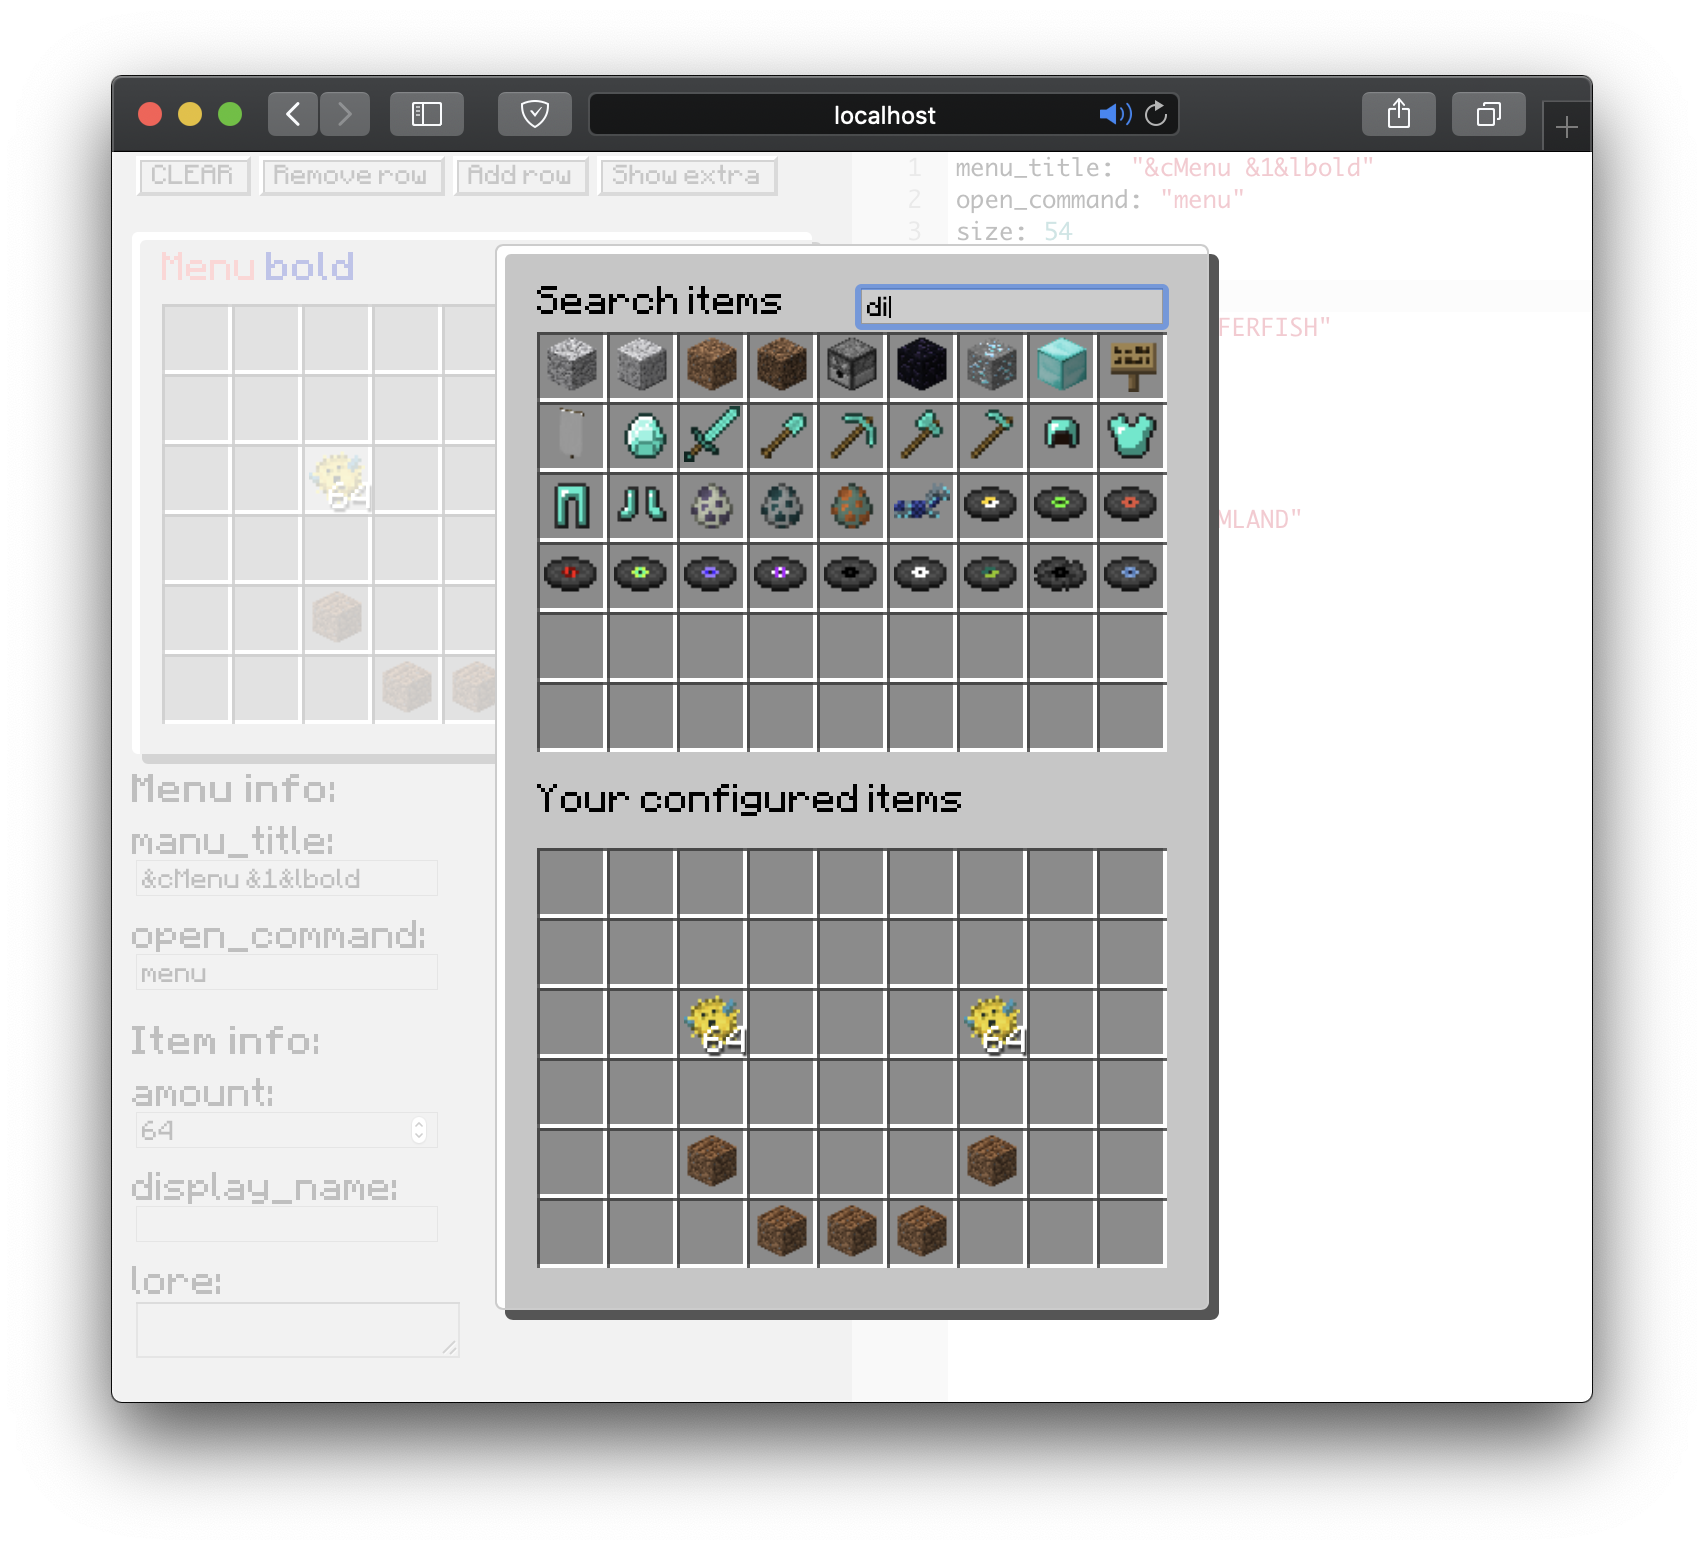 localhost
CLEAR Remove row Add row Show extra
Menu bold
64
Menu info:
manu_title:
&cMenu &1&lbold
open_command:
menu
Item info:
amount:
64
display_name:
lore:
1 menu_title: "&cMenu &1&lbold"
2 open_command: "menu"
3 size: 54
FERFISH"
MLAND"
Search items
di
Your configured items
64 64